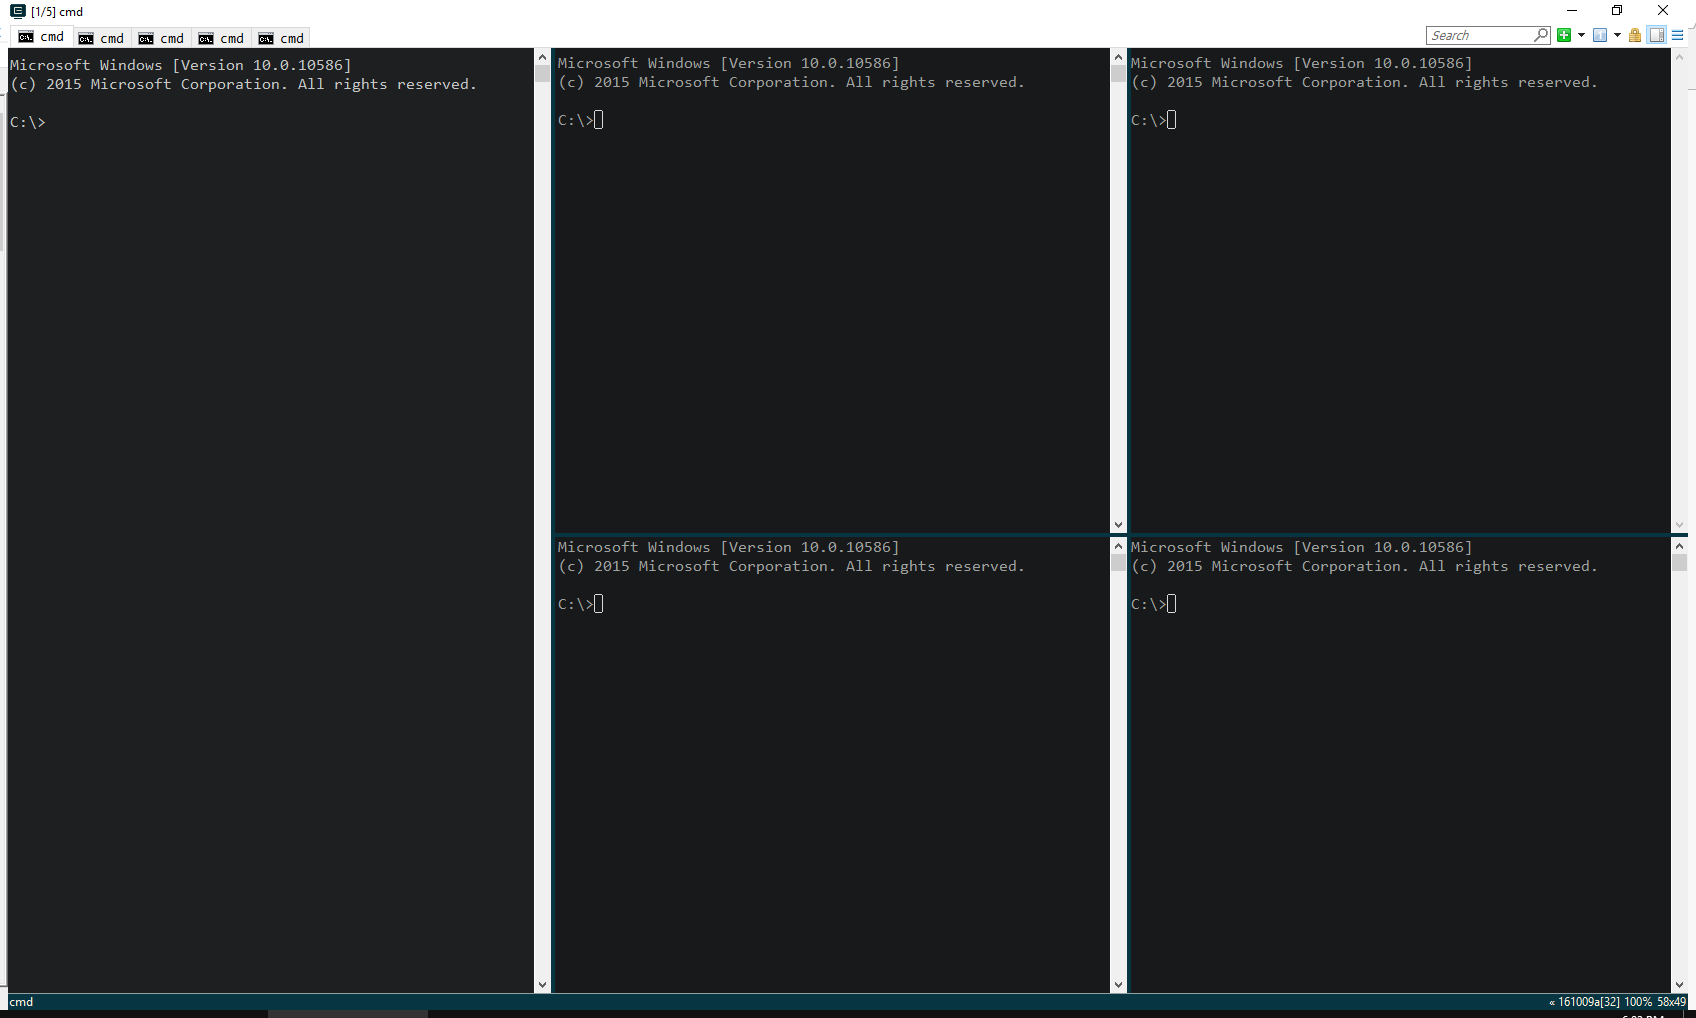 [1/5] cmd
cmd cmd cmd cmd cmd
Search
Microsoft Windows [Version 10.0.10586]
(c) 2015 Microsoft Corporation. All rights reserved.
C:\>
Microsoft Windows [Version 10.0.10586]
(c) 2015 Microsoft Corporation. All rights reserved.
C:\>
Microsoft Windows [Version 10.0.10586]
(c) 2015 Microsoft Corporation. All rights reserved.
C:\>
Microsoft Windows [Version 10.0.10586]
(c) 2015 Microsoft Corporation. All rights reserved.
C:\>
Microsoft Windows [Version 10.0.10586]
(c) 2015 Microsoft Corporation. All rights reserved.
C:\>
cmd
« 161009a[32] 100% 58x49